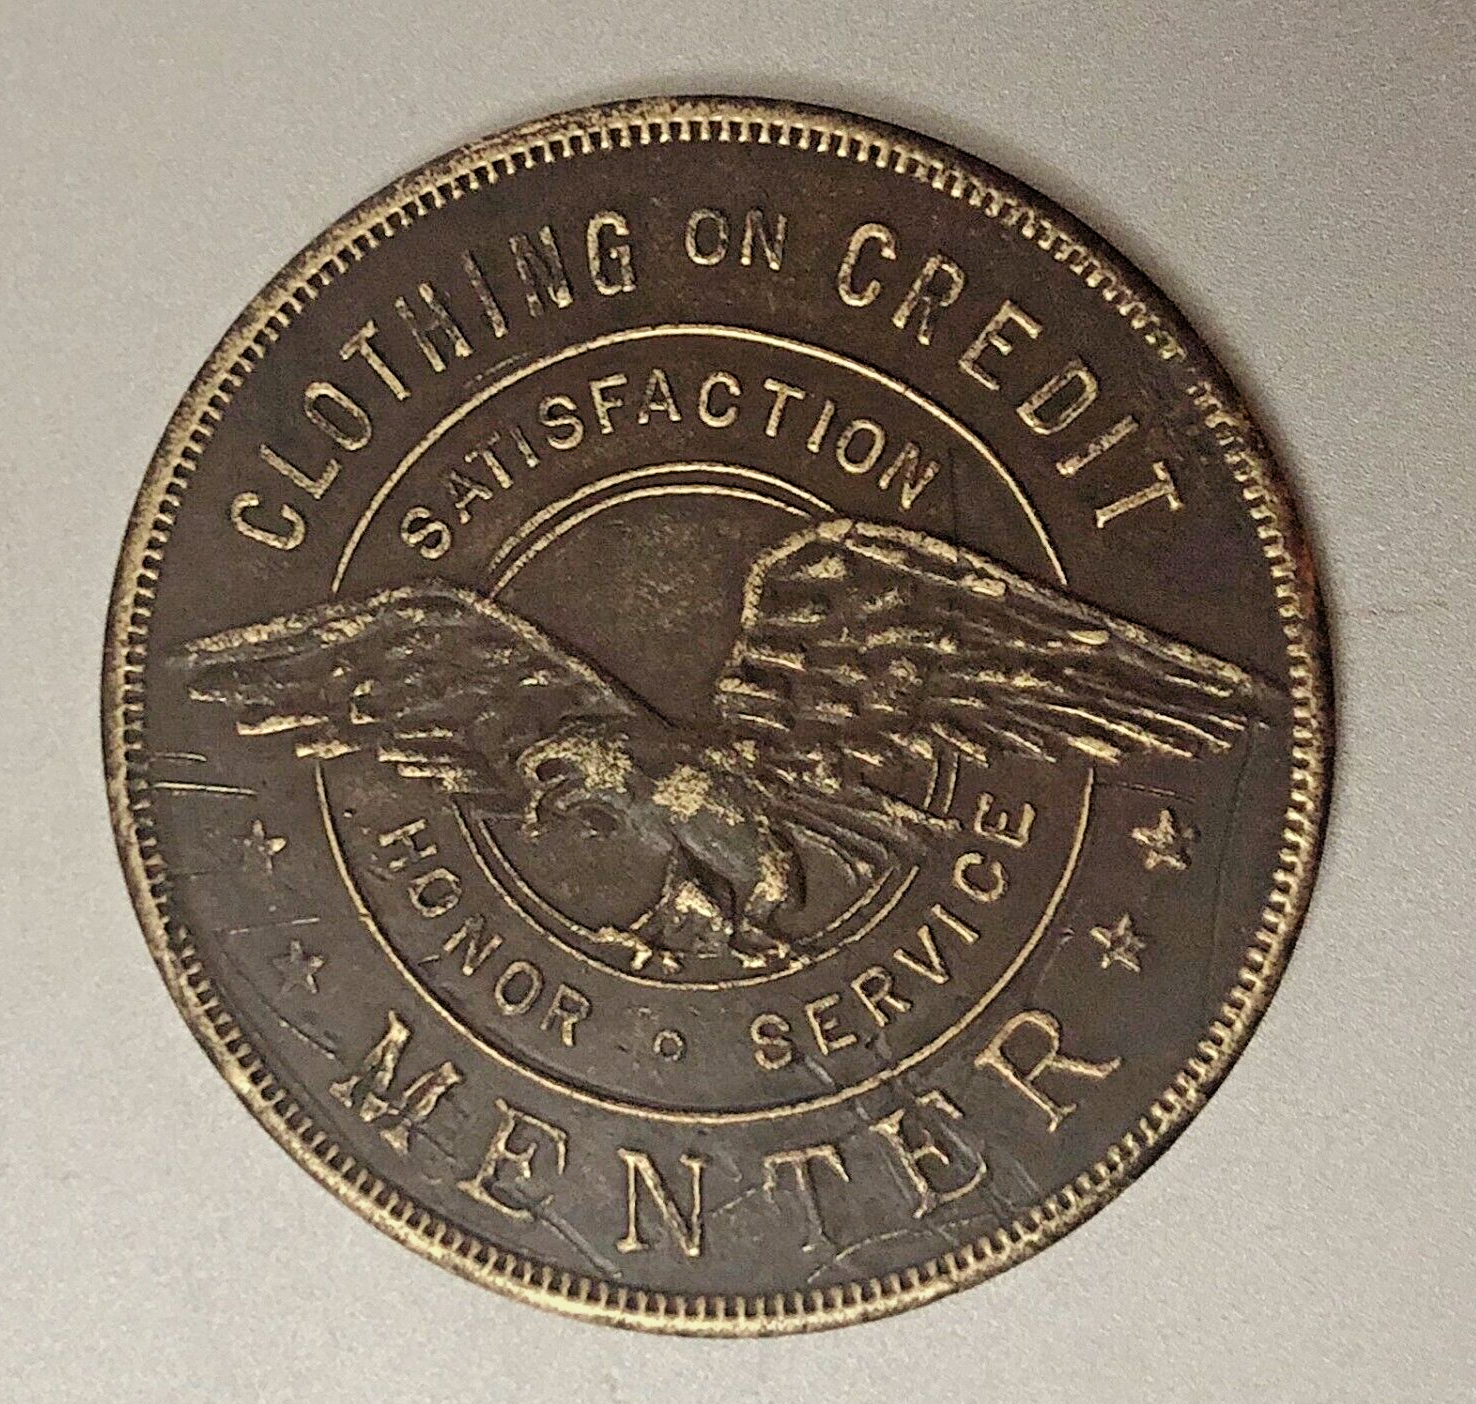 CLOTHING ON CREDIT
SATISFACTION
HONOR o SERVICE
MENTER